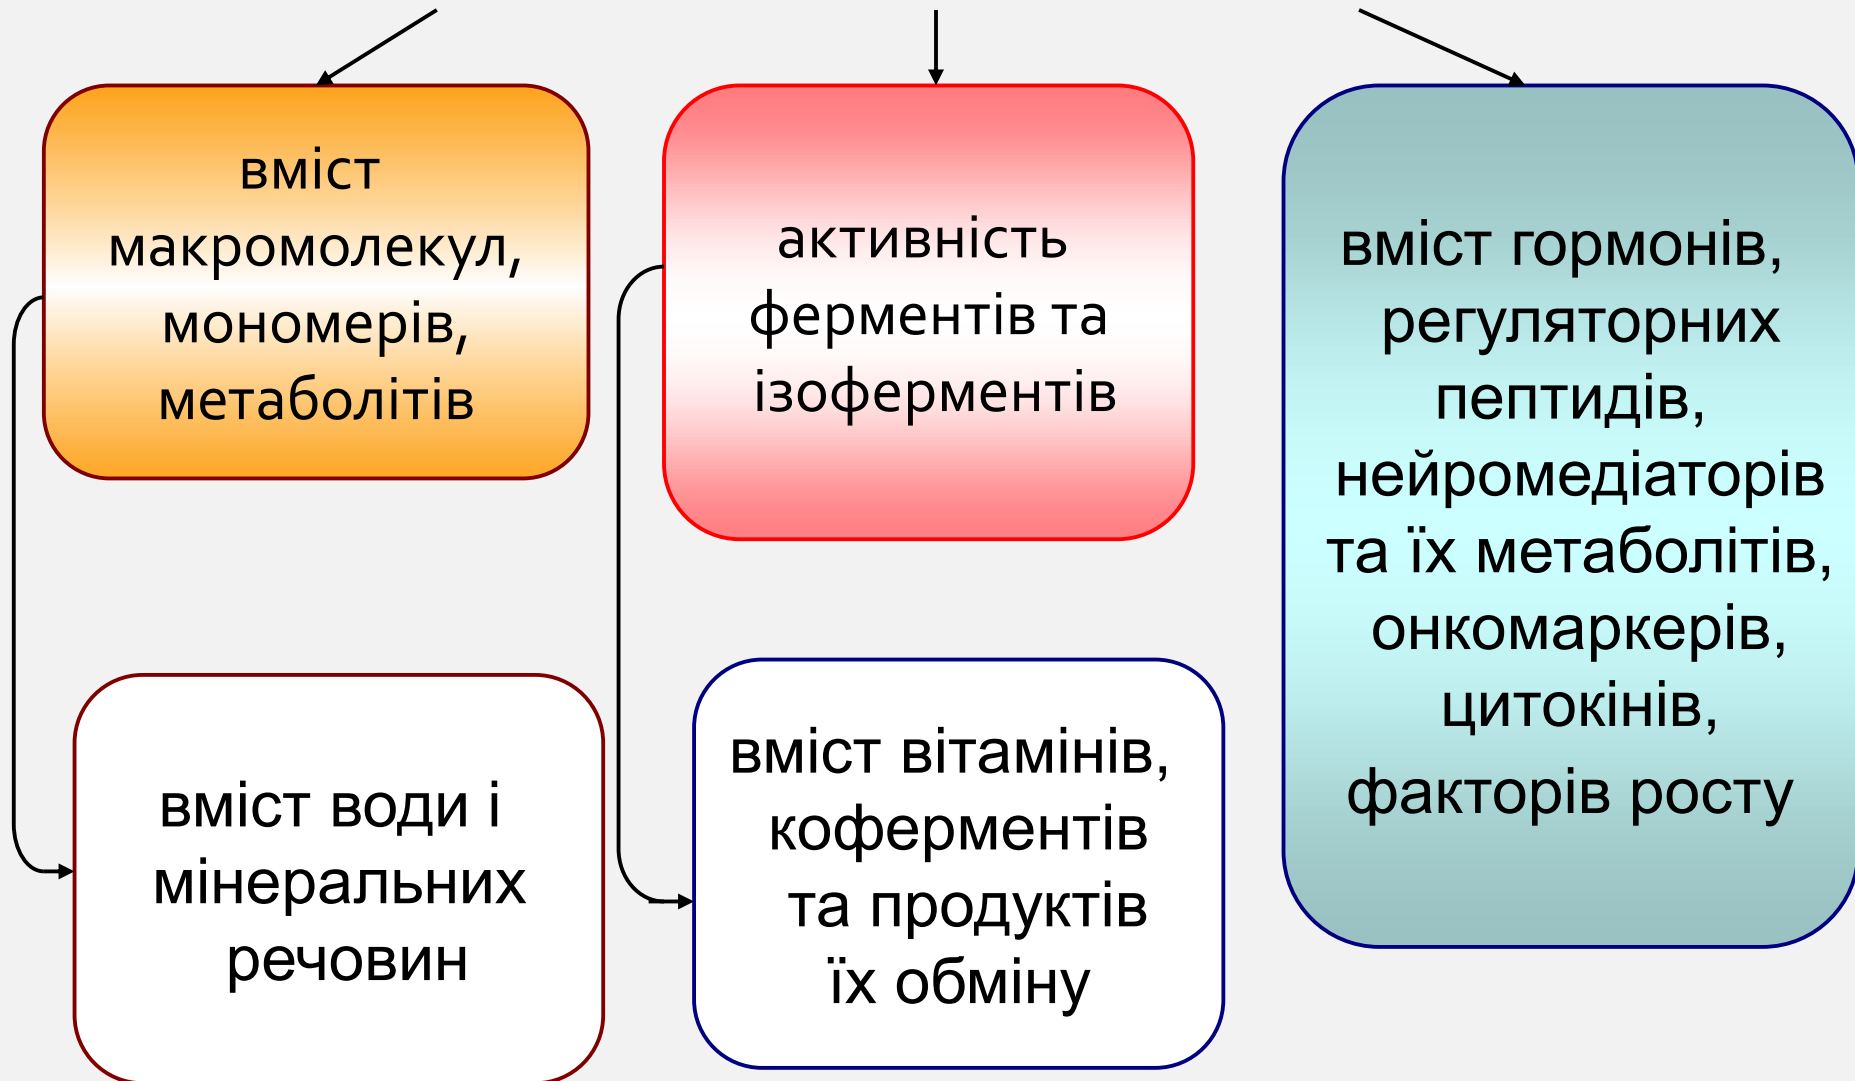 вміст
макромолекул,
мономерів,
метаболітів
активність
ферментів та
ізоферментів
вміст гормонів,
регуляторних
пептидів,
нейромедіаторів
та їх метаболітів,
онкомаркерів,
цитокінів,
факторів росту
вміст води і
мінеральних
речовин
вміст вітамінів,
коферментів
та продуктів
їх обміну